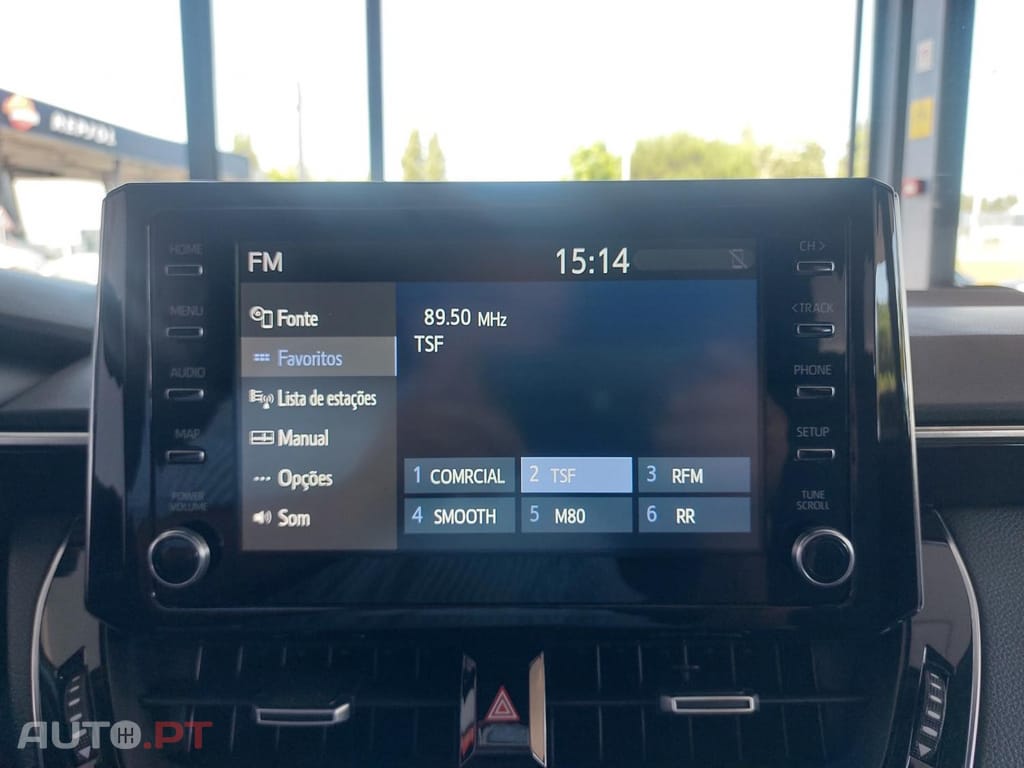 REPSOL
HOME
MENU
AUDIO
MAP
POWER
VOLUME
FM
15:14
Fonte
Favoritos
Lista de estações
Manual
Opções
Som
89.50 MHz
TSF
1 COMRCIAL
2 TSF
3 RFM
4 SMOOTH
5 M80
6 RR
CH >
< TRACK
PHONE
SETUP
TUNE
SCROLL
AUTO.PT